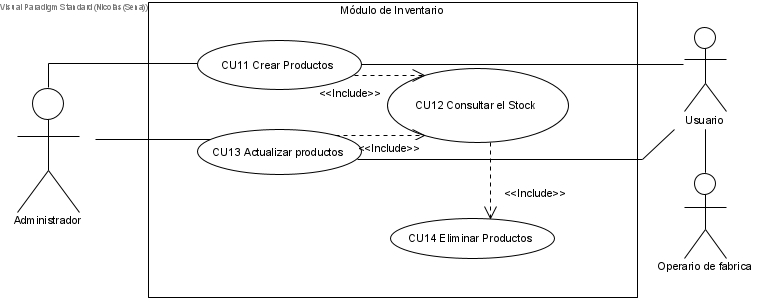 Visual Paradigm Standard (Nicolas (Sena))
Módulo de Inventario
CU11 Crear Productos
<<Include>>
CU12 Consultar el Stock
Usuario
CU13 Actualizar productos
<<Include>>
<<Include>>
Administrador
CU14 Eliminar Productos
Operario de fabrica